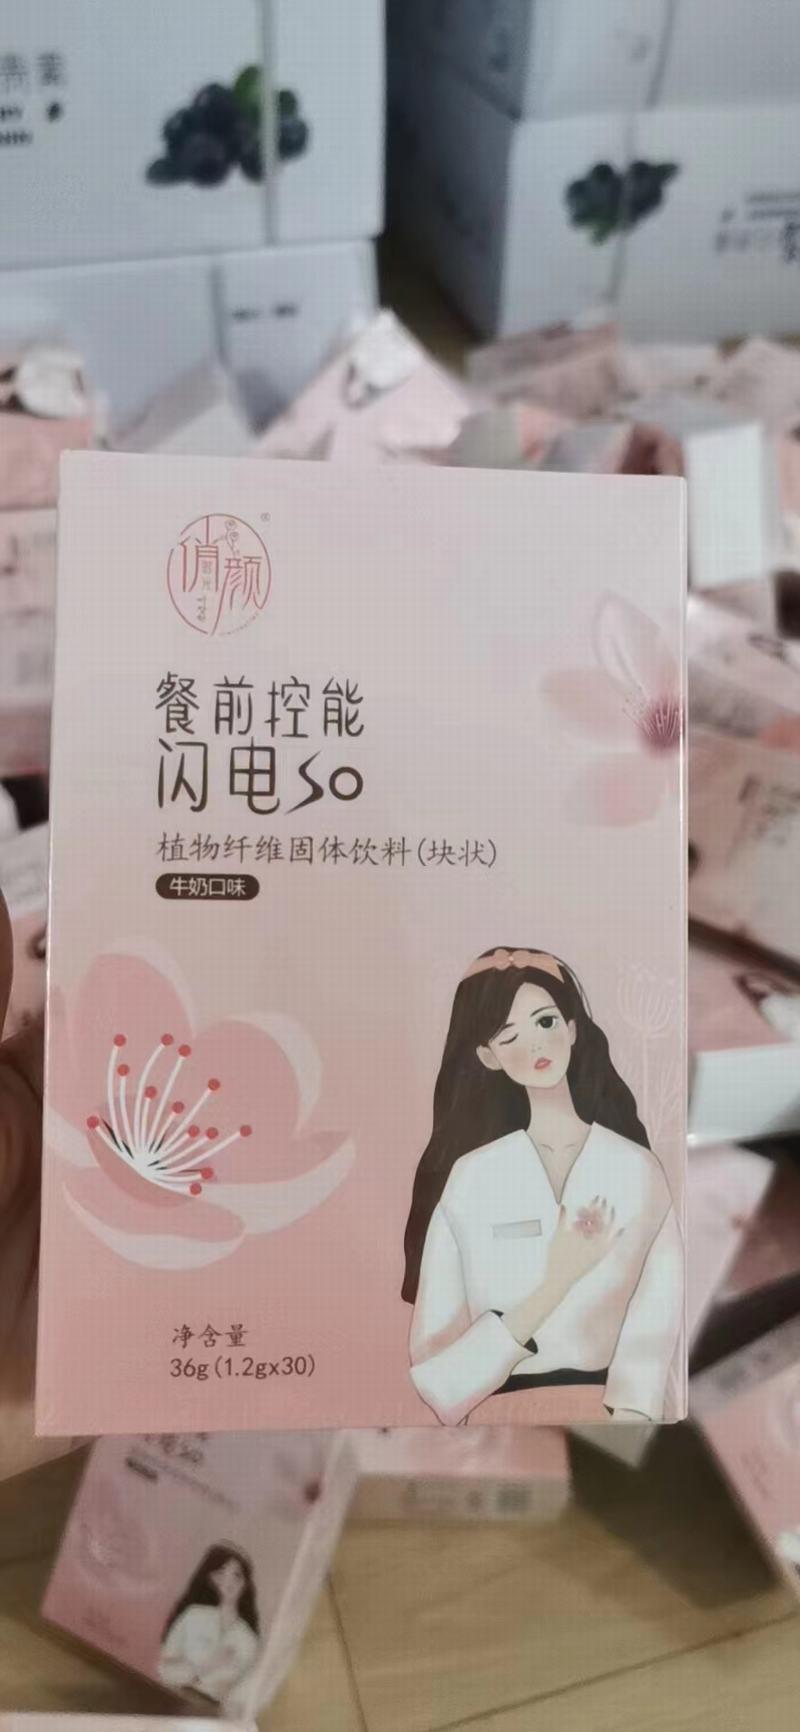 俏颜
®
餐前控能
闪电so
植物纤维固体饮料(块状)
牛奶口味
净含量
36g(1.2gx30)